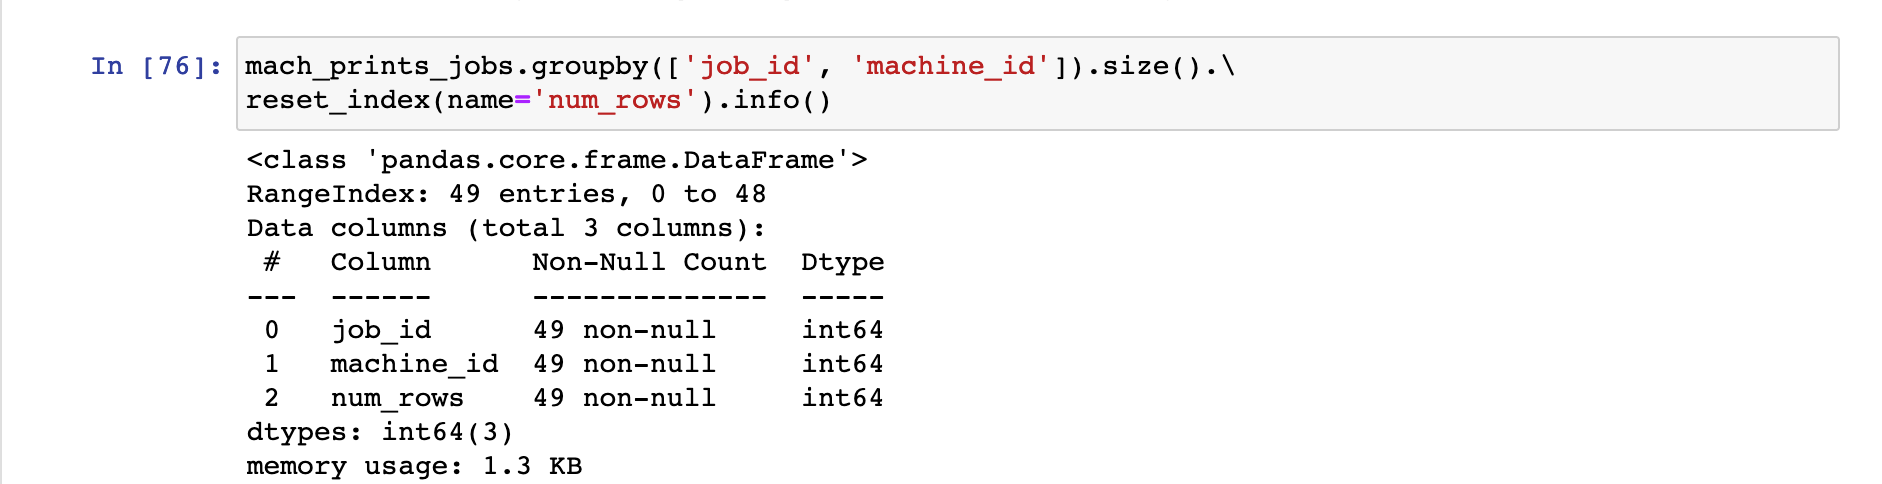 In [76]: mach_prints_jobs.groupby(['job_id', 'machine_id']).size().\
reset_index(name='num_rows').info()
<class 'pandas.core.frame.DataFrame'>
RangeIndex: 49 entries, 0 to 48
Data columns (total 3 columns):
 #   Column      Non-Null Count  Dtype
---  ------      --------------  -----
 0   job_id      49 non-null     int64
 1   machine_id  49 non-null     int64
 2   num_rows    49 non-null     int64
dtypes: int64(3)
memory usage: 1.3 KB